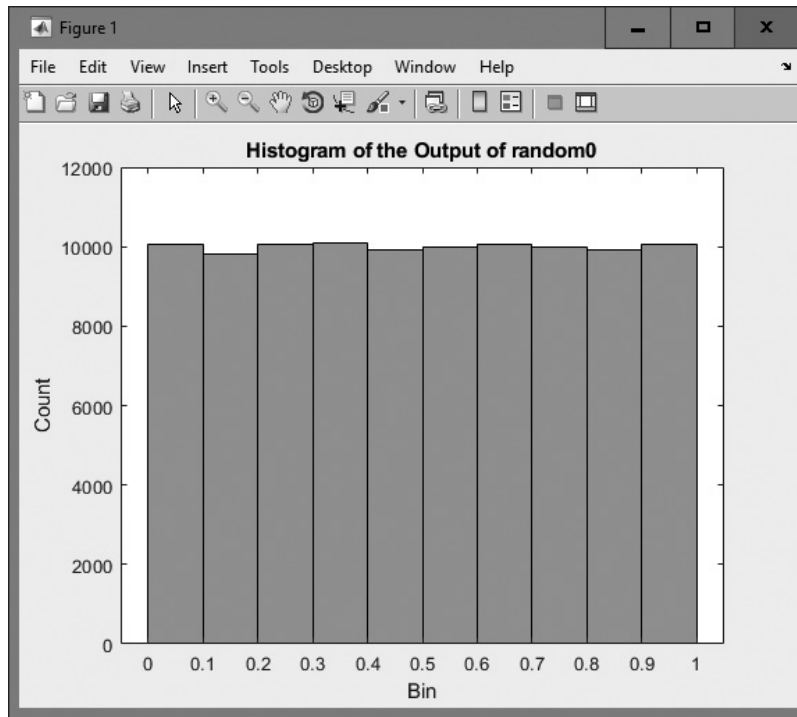 Figure 1
File Edit View Insert Tools Desktop Window Help
Histogram of the Output of random0
12000
10000
8000
6000
4000
2000
0
Count
0 0.1 0.2 0.3 0.4 0.5 0.6 0.7 0.8 0.9 1
Bin